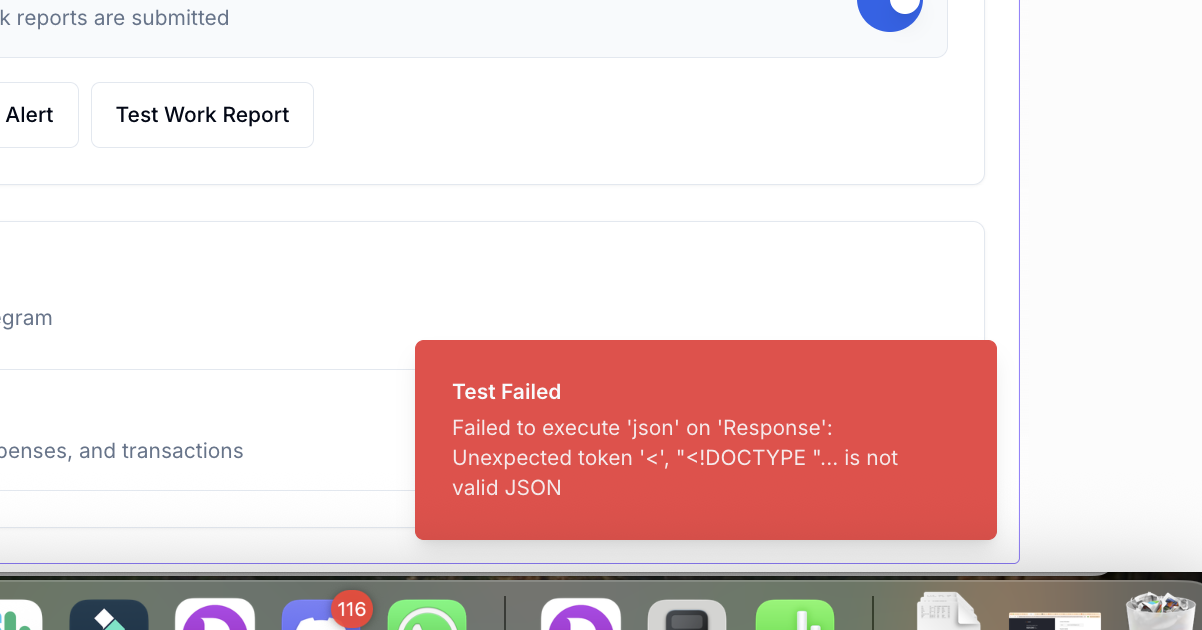 k reports are submitted
Alert
Test Work Report
egram
penses, and transactions
Test Failed
Failed to execute 'json' on 'Response':
Unexpected token '<', "<!DOCTYPE "... is not
valid JSON
116